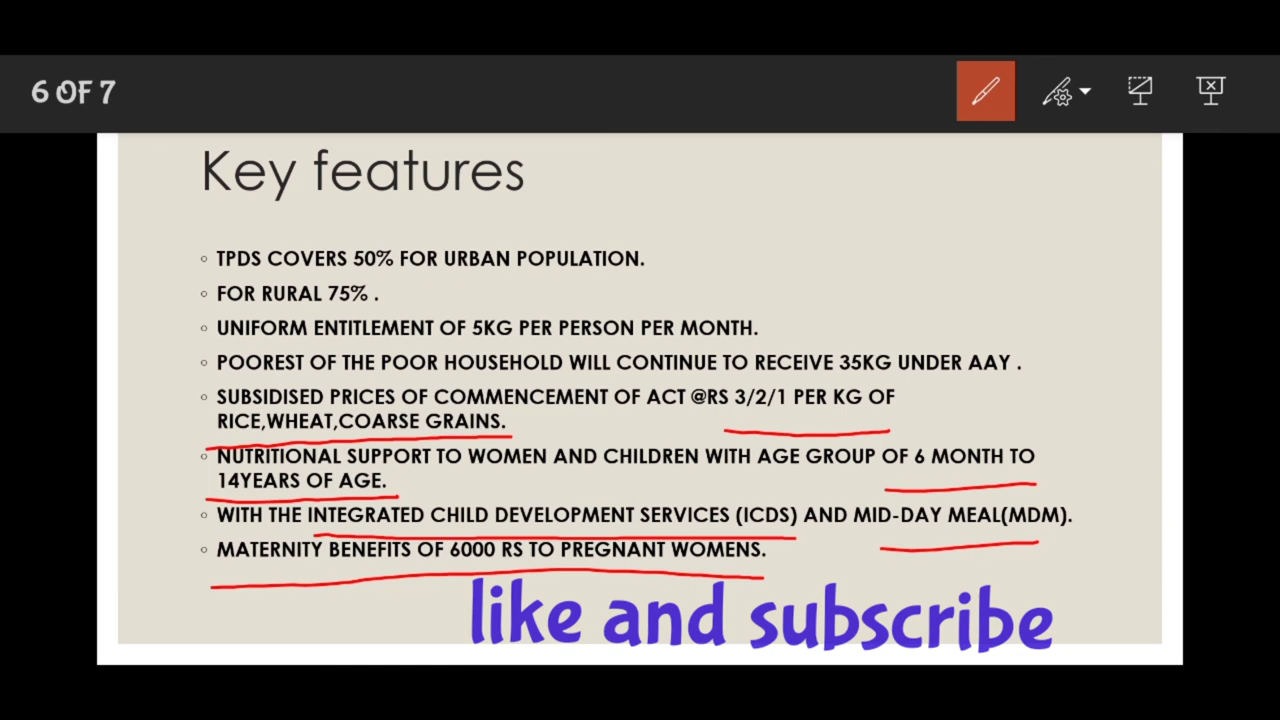 6 OF 7
Key features
TPDS COVERS 50% FOR URBAN POPULATION.
FOR RURAL 75% .
UNIFORM ENTITLEMENT OF 5KG PER PERSON PER MONTH.
POOREST OF THE POOR HOUSEHOLD WILL CONTINUE TO RECEIVE 35KG UNDER AAY .
SUBSIDISED PRICES OF COMMENCEMENT OF ACT @RS 3/2/1 PER KG OF
RICE,WHEAT,COARSE GRAINS.
NUTRITIONAL SUPPORT TO WOMEN AND CHILDREN WITH AGE GROUP OF 6 MONTH TO
14YEARS OF AGE.
WITH THE INTEGRATED CHILD DEVELOPMENT SERVICES (ICDS) AND MID-DAY MEAL(MDM).
MATERNITY BENEFITS OF 6000 RS TO PREGNANT WOMENS.
like and subscribe